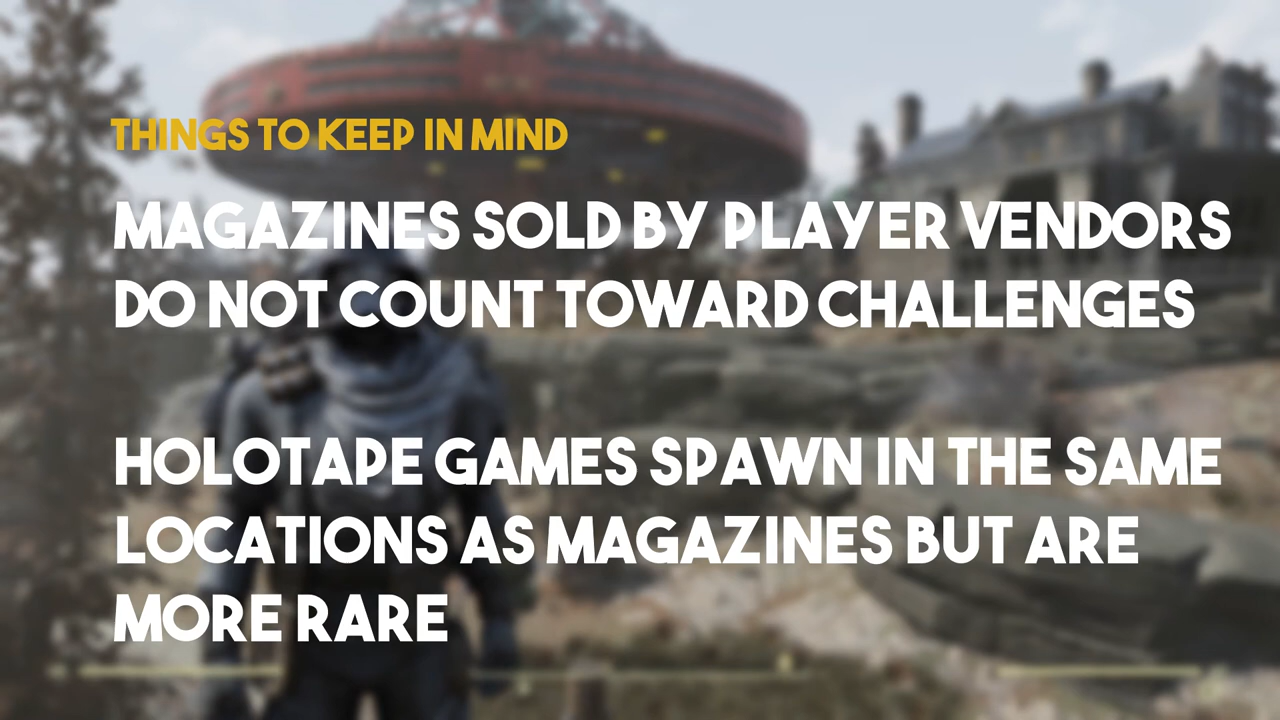 THINGS TO KEEP IN MIND
MAGAZINES SOLD BY PLAYER VENDORS
DO NOT COUNT TOWARD CHALLENGES
HOLOTAPE GAMES SPAWN IN THE SAME
LOCATIONS AS MAGAZINES BUT ARE
MORE RARE